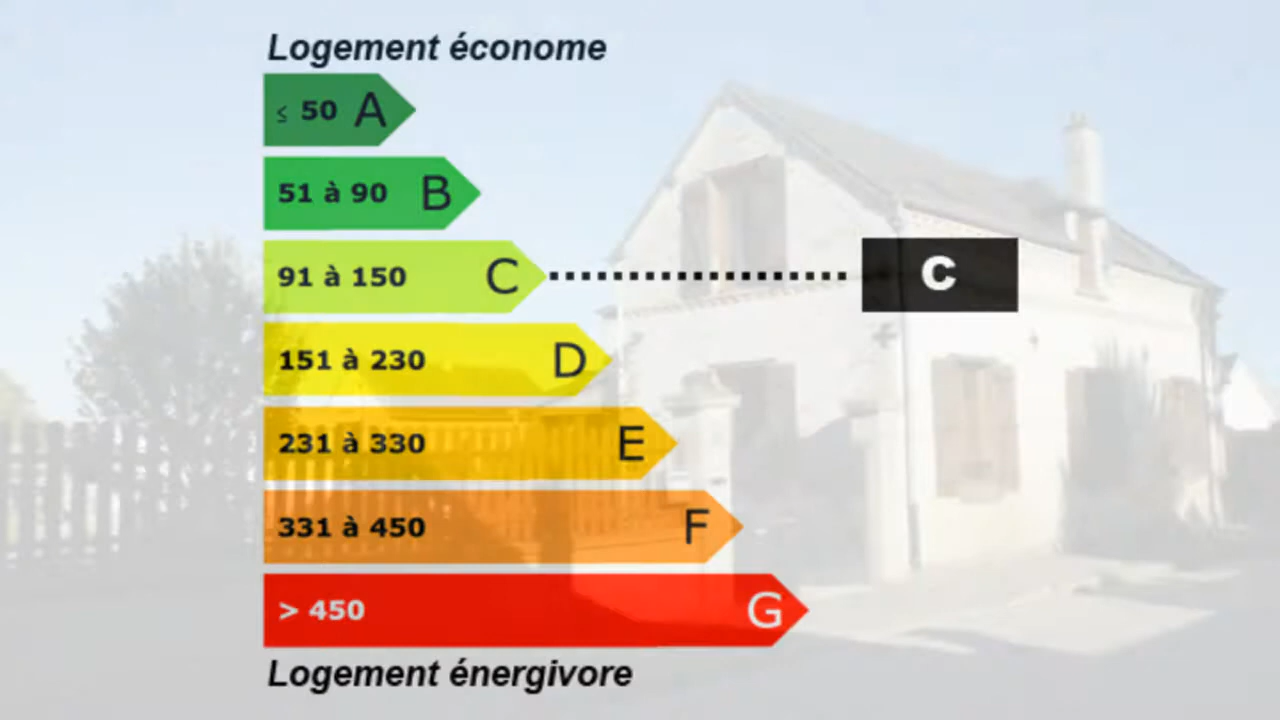 Logement économe
≤ 50 A
51 à 90 B
91 à 150 C
C
151 à 230 D
231 à 330 E
331 à 450 F
> 450 G
Logement énergivore